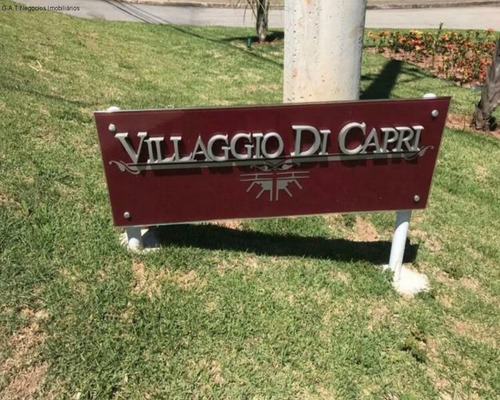 G.A.T Negócios Imobiliários
VILLAGGIO DI CAPRI